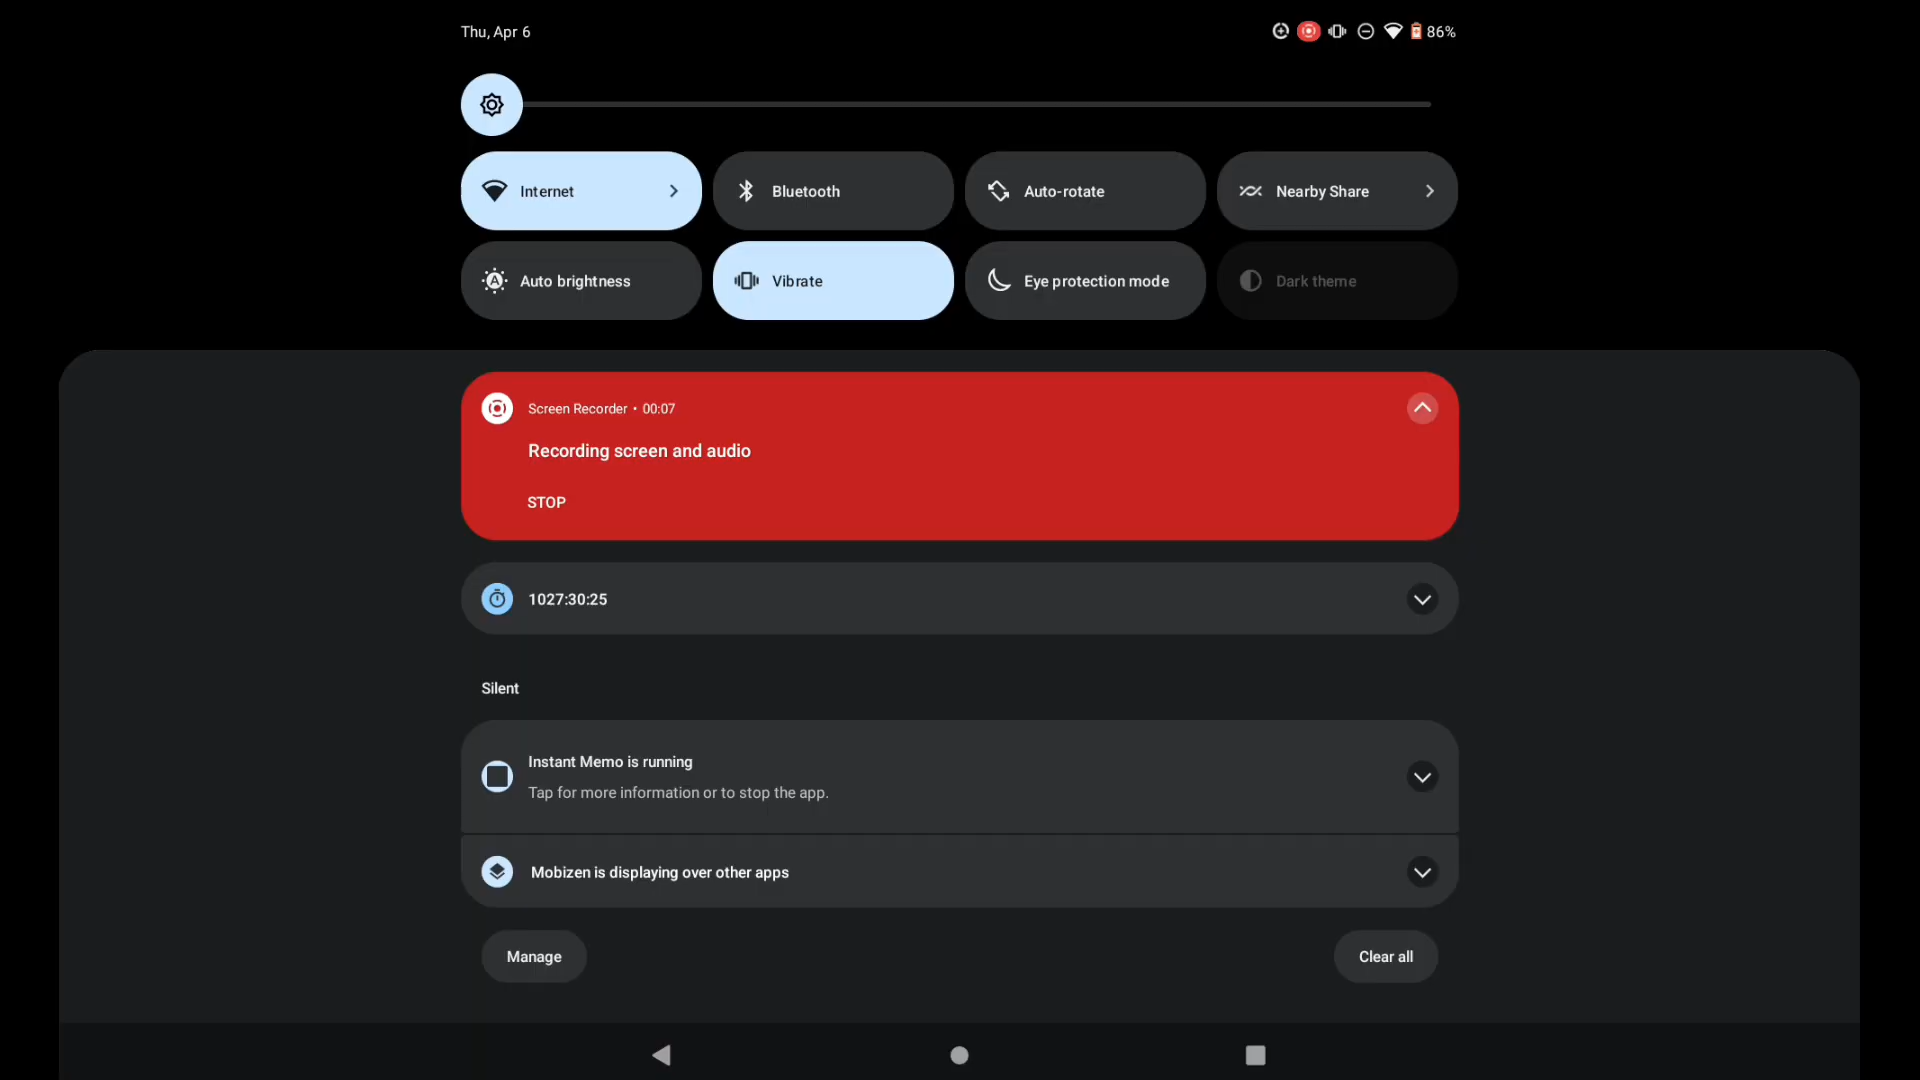 Thu, Apr 6
86%
Internet
Bluetooth
Auto-rotate
Nearby Share
Auto brightness
Vibrate
Eye protection mode
Dark theme
Screen Recorder • 00:07
Recording screen and audio
STOP
1027:30:25
Silent
Instant Memo is running
Tap for more information or to stop the app.
Mobizen is displaying over other apps
Manage
Clear all